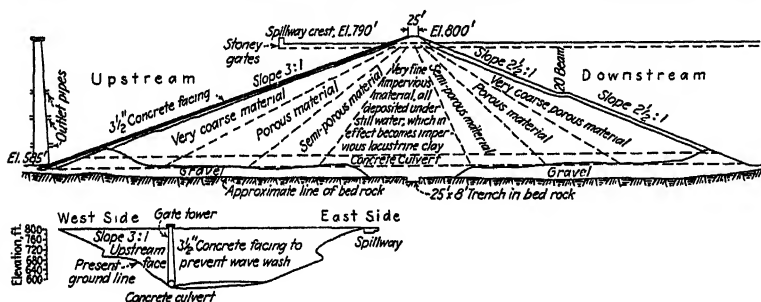 25'
Spillway crest, El.790'
El.800'
Stoney
gates
Upstream
Slope 3:1
Outlet pipes
3½" Concrete facing
Very coarse material
Porous material
Semi-porous material
Very fine
impervious
material, all
deposited under
still water, which in
effect becomes imper-
vious lacustrine clay
Semi-porous material
Porous material
Very coarse porous material
Slope 2½:1
20' Beam
Slope 2½:1
Downstream
El. 585'
Concrete Culvert
Gravel
Gravel
Approximate line of bed rock
25'x8' Trench in bed rock
West Side
Gate tower
East Side
Elevation, ft.
800
760
720
680
640
600
Slope 3:1
Upstream
face
3½" Concrete facing to
prevent wave wash
Spillway
Present
ground line
Concrete culvert